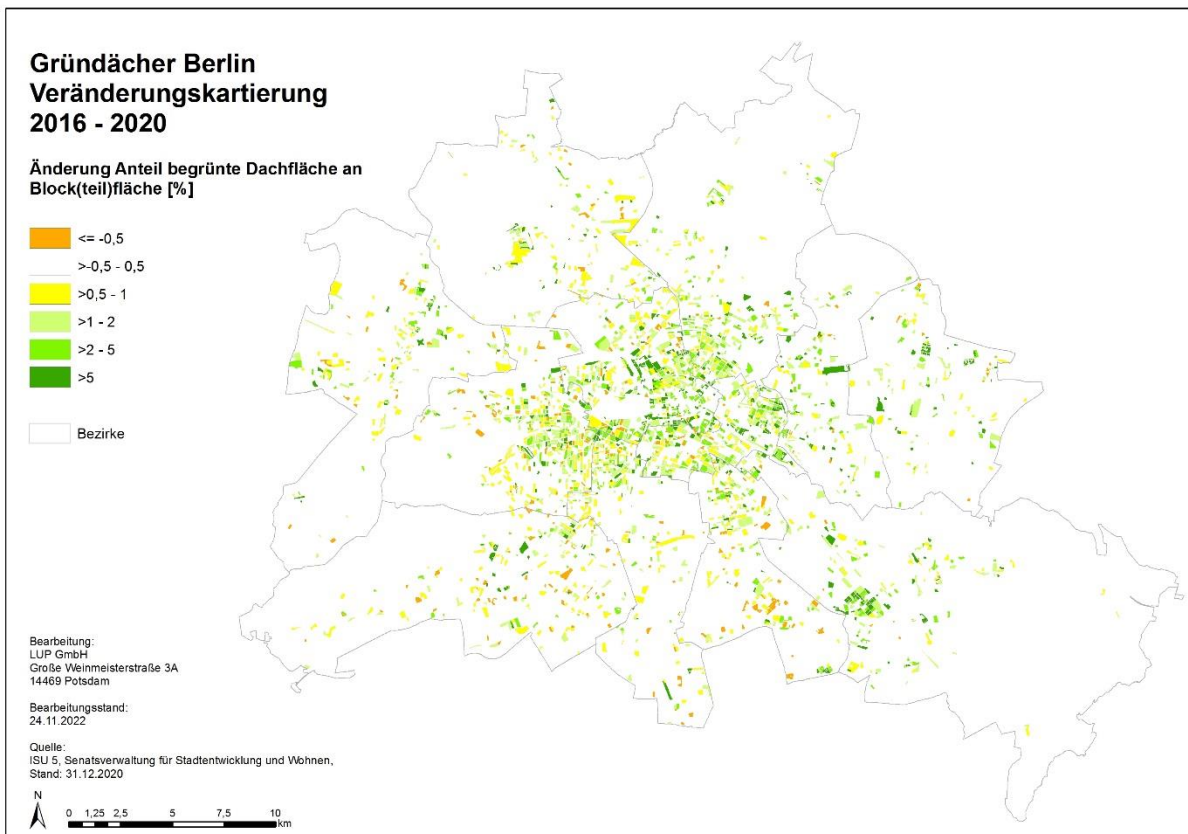 Gründächer Berlin
Veränderungskartierung
2016 - 2020
Änderung Anteil begrünte Dachfläche an
Block(teil)fläche [%]
<= -0,5
>-0,5 - 0,5
>0,5 - 1
>1 - 2
>2 - 5
>5
Bezirke
Bearbeitung:
LUP GmbH
Große Weinmeisterstraße 3A
14469 Potsdam
Bearbeitungsstand:
24.11.2022
Quelle:
ISU 5, Senatsverwaltung für Stadtentwicklung und Wohnen,
Stand: 31.12.2020
N
0 1,25 2,5 5 7,5 10
km